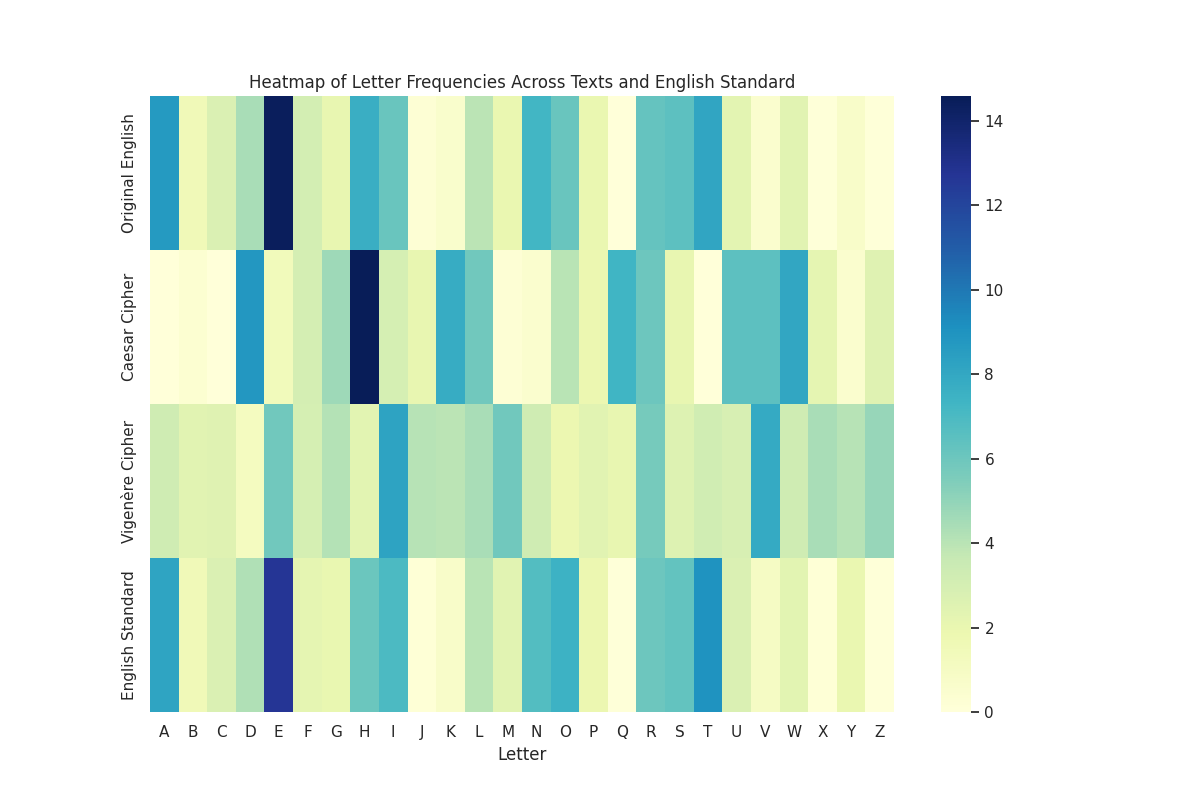 Heatmap of Letter Frequencies Across Texts and English Standard
Original English
Caesar Cipher
Vigenère Cipher
English Standard
A B C D E F G H I J K L M N O P Q R S T U V W X Y Z
Letter
14
12
10
8
6
4
2
0